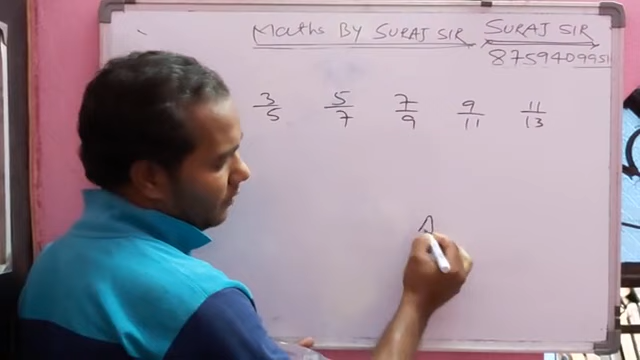 Maths By SURAJ SIR SURAJ SIR
8759409951
3/5 5/7 7/9 9/11 11/13
A